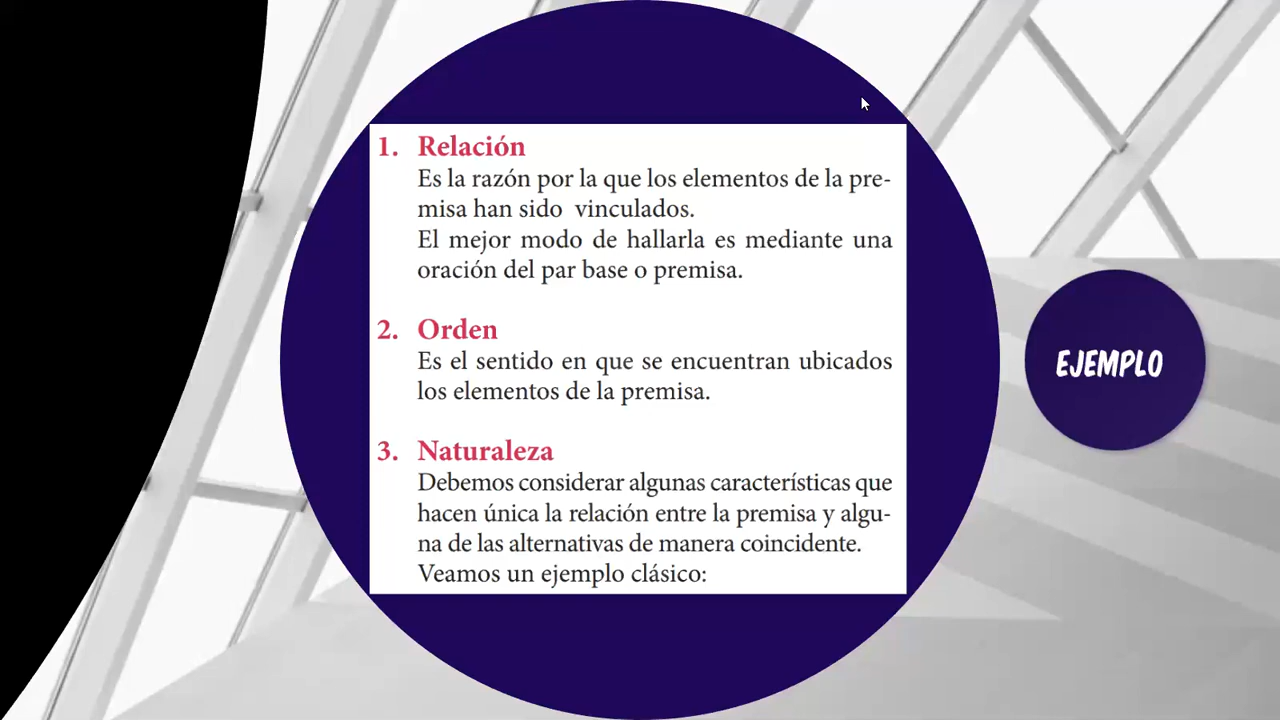 1. Relación
Es la razón por la que los elementos de la pre-
misa han sido vinculados.
El mejor modo de hallarla es mediante una
oración del par base o premisa.
2. Orden
Es el sentido en que se encuentran ubicados
los elementos de la premisa.
3. Naturaleza
Debemos considerar algunas características que
hacen única la relación entre la premisa y algu-
na de las alternativas de manera coincidente.
Veamos un ejemplo clásico:
EJEMPLO